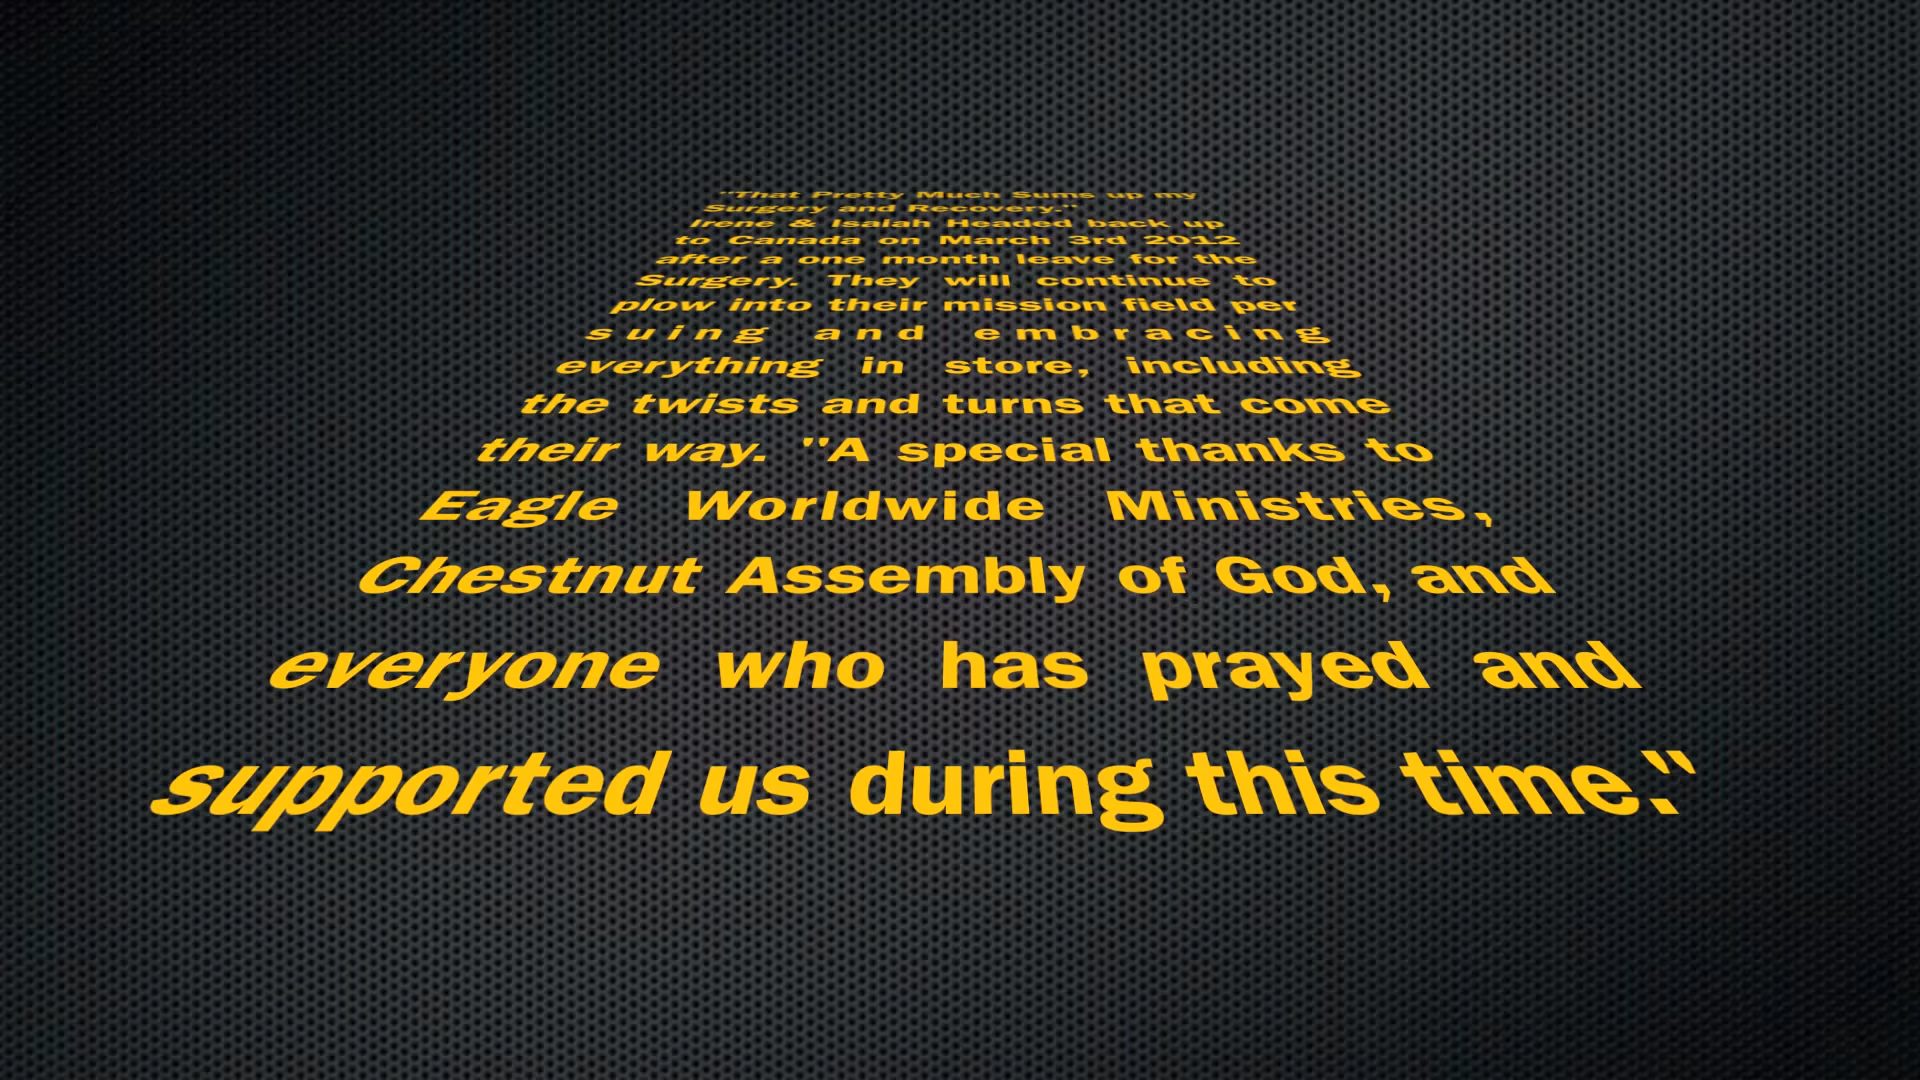 "That Pretty Much Sums up my
Surgery and Recovery."
Irene & Isaiah Headed back up
to Canada on March 3rd 2012
after a one month leave for the
Surgery. They will continue to
plow into their mission field per
suing and embracing
everything in store, including
the twists and turns that come
their way. "A special thanks to
Eagle Worldwide Ministries,
Chestnut Assembly of God, and
everyone who has prayed and
supported us during this time."